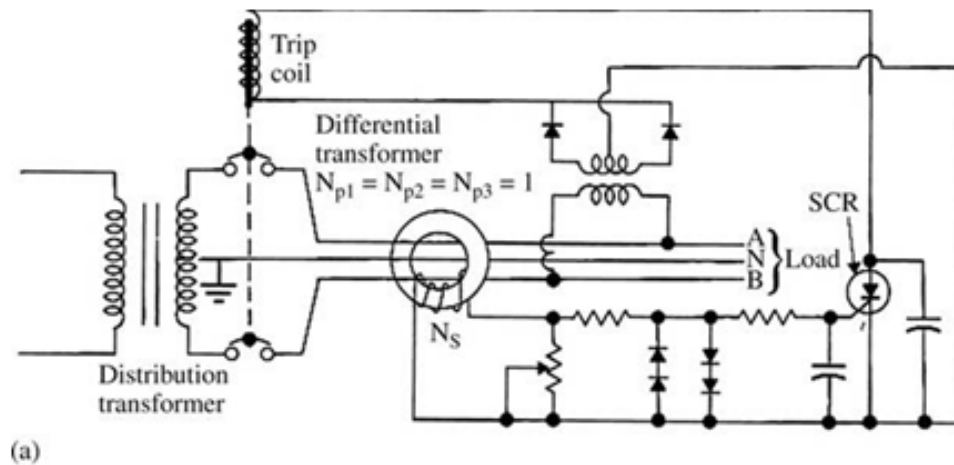 Trip
coil
Differential
transformer
N_p1 = N_p2 = N_p3 = 1
SCR
A
N
B
Load
N_S
Distribution
transformer
(a)